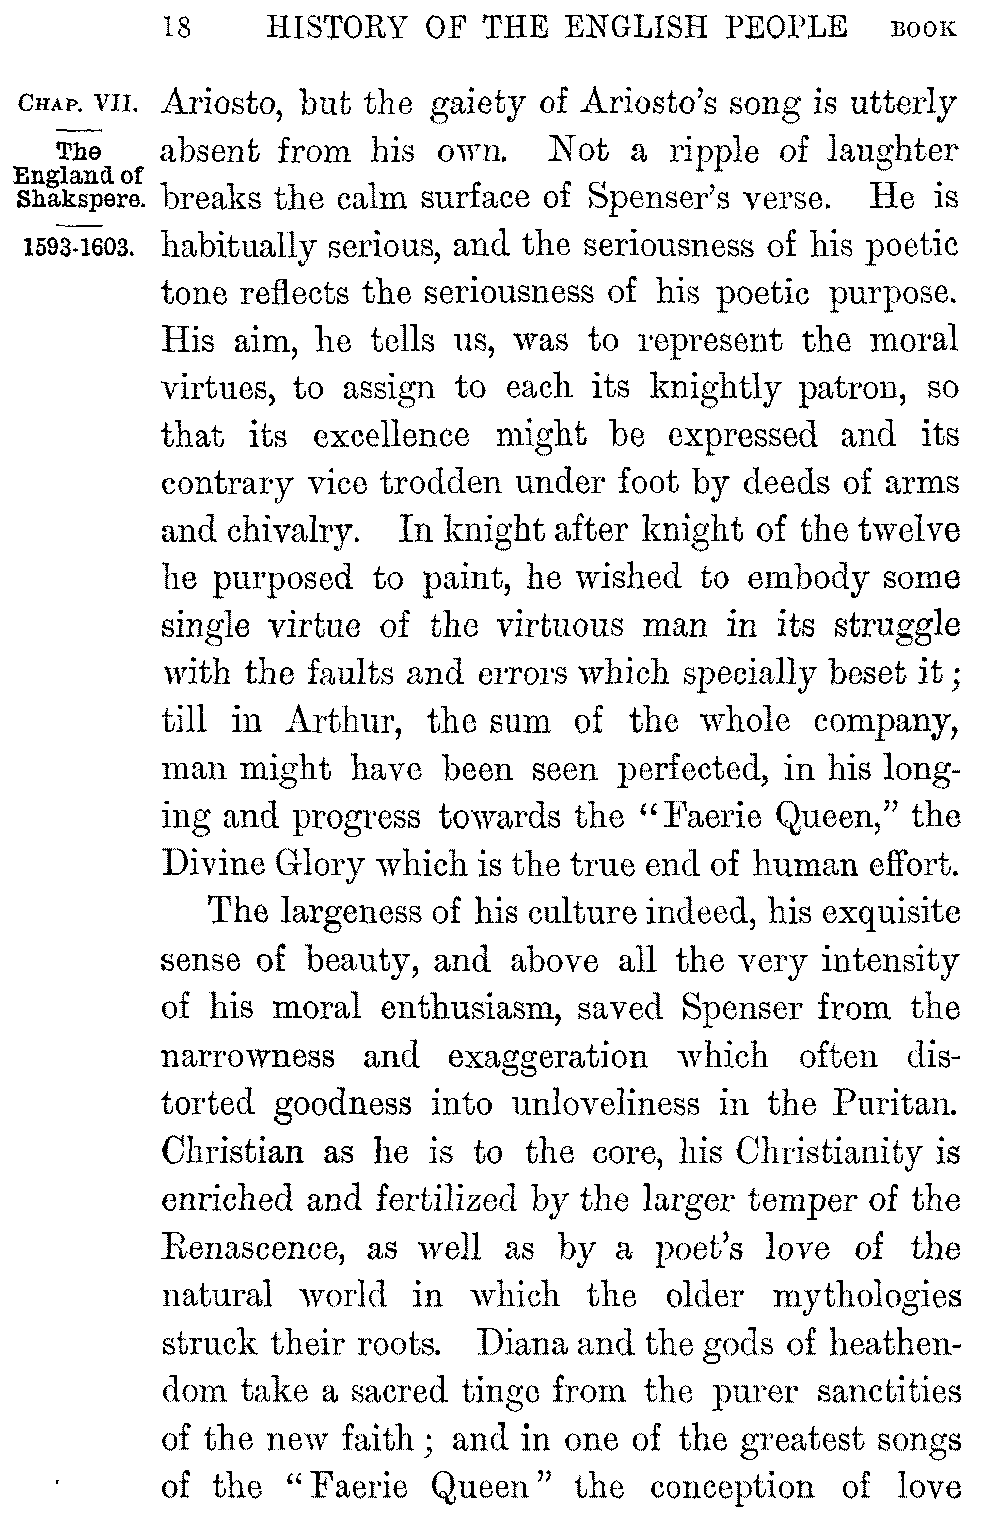 18 HISTORY OF THE ENGLISH PEOPLE BOOK
CHAP. VII.
The
England of
Shakspere.
1593-1603.
Ariosto, but the gaiety of Ariosto's song is utterly
absent from his own. Not a ripple of laughter
breaks the calm surface of Spenser's verse. He is
habitually serious, and the seriousness of his poetic
tone reflects the seriousness of his poetic purpose.
His aim, he tells us, was to represent the moral
virtues, to assign to each its knightly patron, so
that its excellence might be expressed and its
contrary vice trodden under foot by deeds of arms
and chivalry. In knight after knight of the twelve
he purposed to paint, he wished to embody some
single virtue of the virtuous man in its struggle
with the faults and errors which specially beset it;
till in Arthur, the sum of the whole company,
man might have been seen perfected, in his long-
ing and progress towards the "Faerie Queen," the
Divine Glory which is the true end of human effort.
The largeness of his culture indeed, his exquisite
sense of beauty, and above all the very intensity
of his moral enthusiasm, saved Spenser from the
narrowness and exaggeration which often dis-
torted goodness into unloveliness in the Puritan.
Christian as he is to the core, his Christianity is
enriched and fertilized by the larger temper of the
Renascence, as well as by a poet's love of the
natural world in which the older mythologies
struck their roots. Diana and the gods of heathen-
dom take a sacred tinge from the purer sanctities
of the new faith; and in one of the greatest songs
of the "Faerie Queen" the conception of love